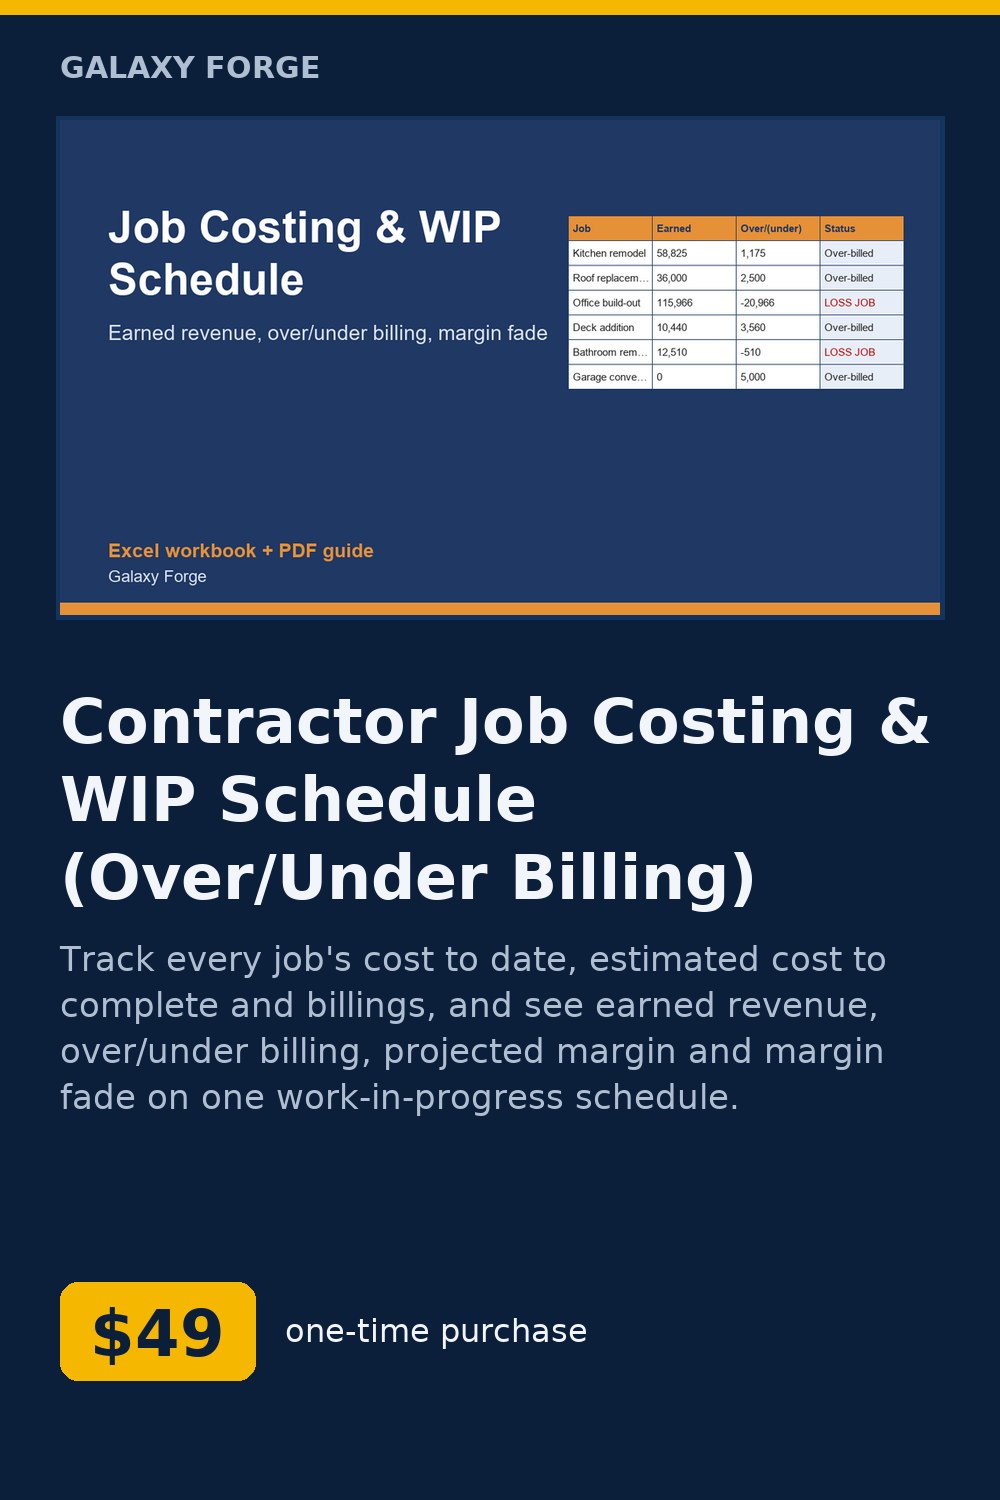 GALAXY FORGE
Job Costing & WIP
Schedule
Earned revenue, over/under billing, margin fade
Job Earned Over/(under) Status
Kitchen remodel 58,825 1,175 Over-billed
Roof replacem... 36,000 2,500 Over-billed
Office build-out 115,966 -20,966 LOSS JOB
Deck addition 10,440 3,560 Over-billed
Bathroom rem... 12,510 -510 LOSS JOB
Garage conve... 0 5,000 Over-billed
Excel workbook + PDF guide
Galaxy Forge
Contractor Job Costing &
WIP Schedule
(Over/Under Billing)
Track every job's cost to date, estimated cost to
complete and billings, and see earned revenue,
over/under billing, projected margin and margin
fade on one work-in-progress schedule.
$49 one-time purchase